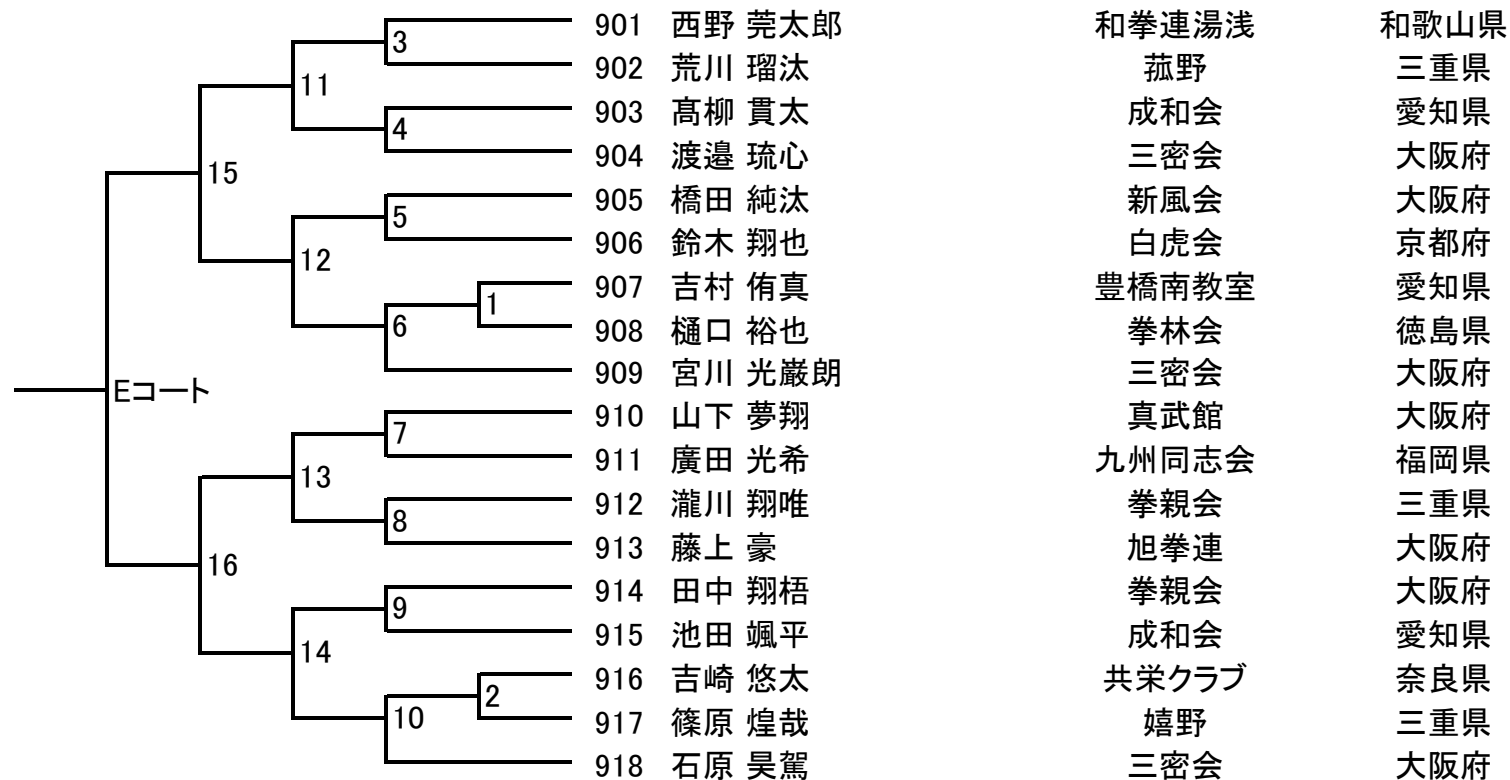 901 西野 莞太郎 和拳連湯浅 和歌山県
3
902 荒川 瑠汰 菰野 三重県
11
903 髙柳 貫太 成和会 愛知県
4
904 渡邉 琉心 三密会 大阪府
15
905 橋田 純汰 新風会 大阪府
5
906 鈴木 翔也 白虎会 京都府
12
907 吉村 侑真 豊橋南教室 愛知県
1
6
908 樋口 裕也 拳林会 徳島県
909 宮川 光巌朗 三密会 大阪府
Eコート
910 山下 夢翔 真武館 大阪府
7
911 廣田 光希 九州同志会 福岡県
13
912 瀧川 翔唯 拳親会 三重県
8
913 藤上 豪 旭拳連 大阪府
16
914 田中 翔梧 拳親会 大阪府
9
915 池田 颯平 成和会 愛知県
14
916 吉崎 悠太 共栄クラブ 奈良県
2
10
917 篠原 煌哉 嬉野 三重県
918 石原 昊駕 三密会 大阪府